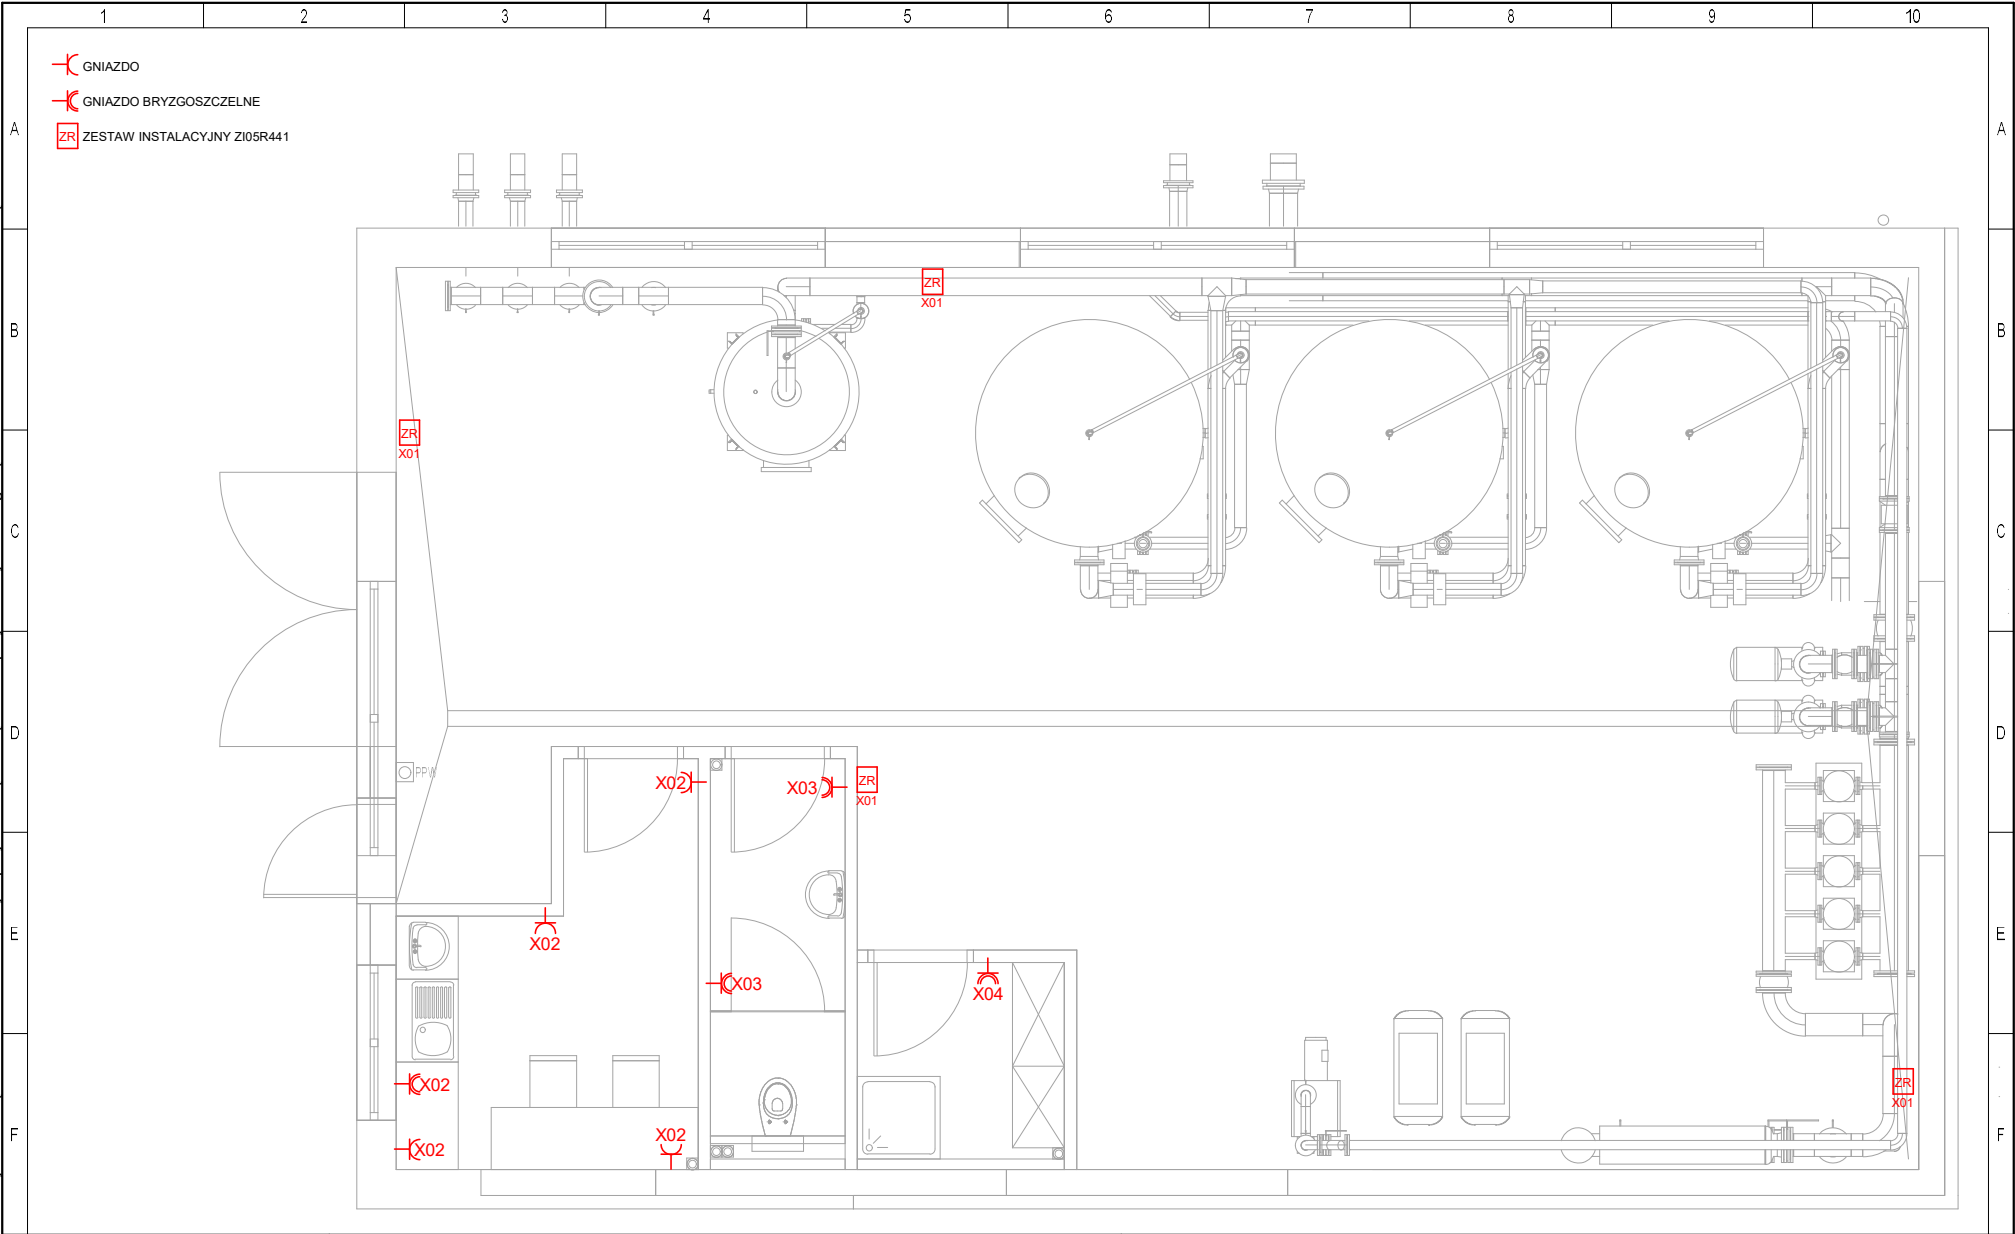 1 2 3 4 5 6 7 8 9 10
GNIAZDO
GNIAZDO BRYZGOSZCZELNE
A ZR ZESTAW INSTALACYJNY ZI05R441 A
ZR
X01
B B
ZR
X01
C C
D D
PPW
X02 X03 ZR
X01
E X02 E
X03 X04
X02 ZR
X01
F X02 X02 F